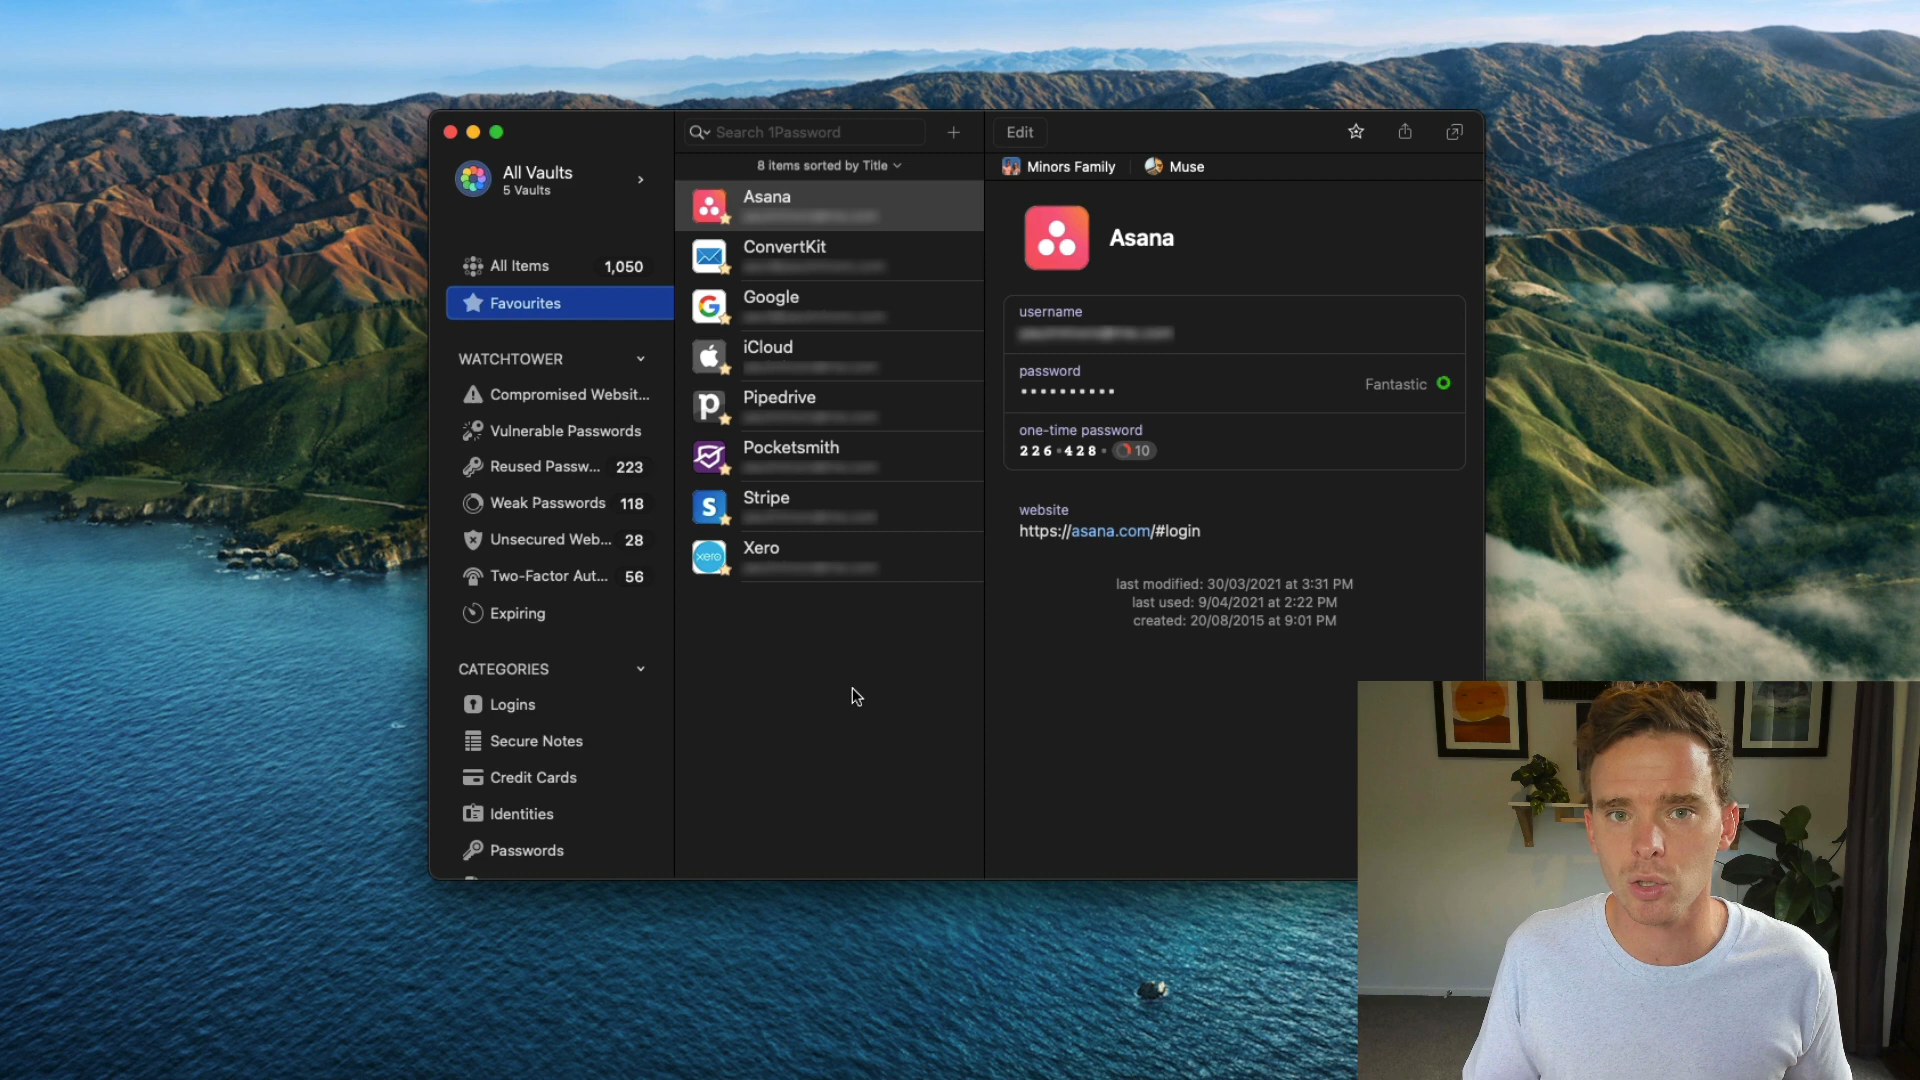 All Vaults
5 Vaults
All Items 1,050
Favourites
WATCHTOWER
Compromised Websit...
Vulnerable Passwords
Reused Passw... 223
Weak Passwords 118
Unsecured Web... 28
Two-Factor Aut... 56
Expiring
CATEGORIES
Logins
Secure Notes
Credit Cards
Identities
Passwords
Search 1Password
8 items sorted by Title
Asana
ConvertKit
Google
iCloud
Pipedrive
Pocketsmith
Stripe
Xero
xero
Edit
Minors Family Muse
Asana
username
password
Fantastic
one-time password
226•428• 10
website
https://asana.com/#login
last modified: 30/03/2021 at 3:31 PM
last used: 9/04/2021 at 2:22 PM
created: 20/08/2015 at 9:01 PM